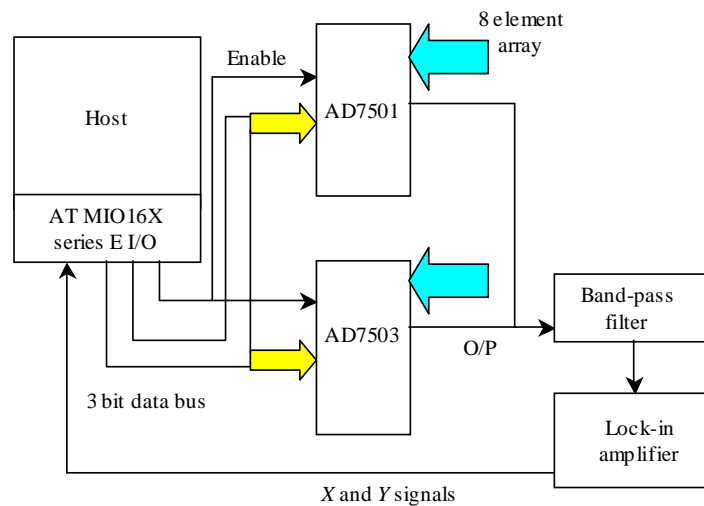 8 element
array
Enable
Host
AD7501
AT MIO16X
series E I/O
Band-pass
filter
AD7503
O/P
3 bit data bus
Lock-in
amplifier
X and Y signals